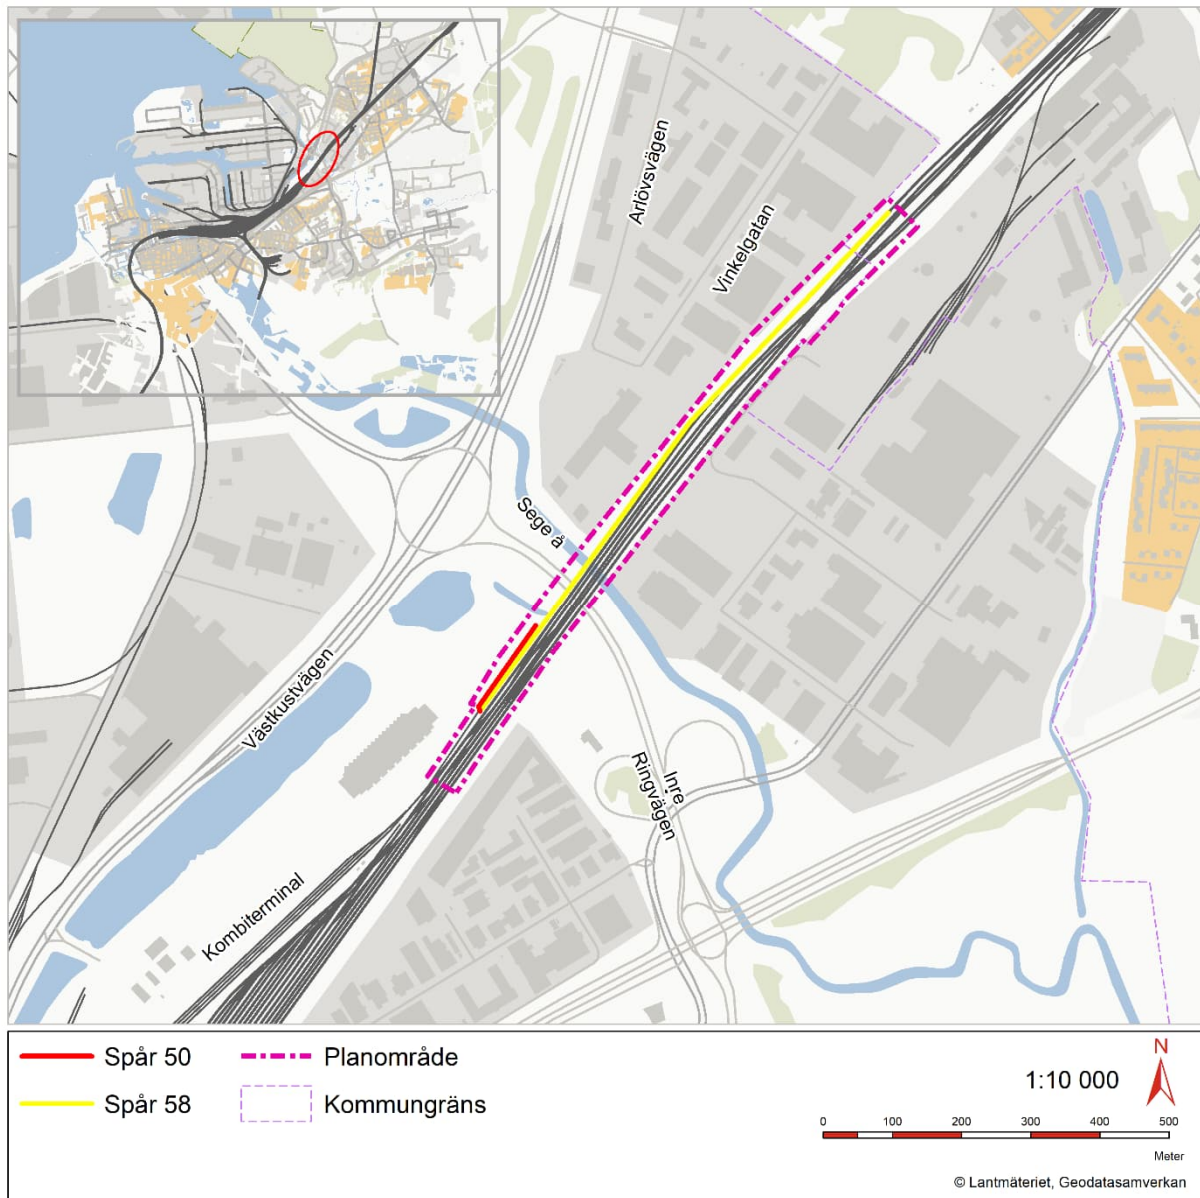 Arlövsvägen
Vinkelgatan
Sege å
Västkustvägen
Inre
Ringvägen
Kombiterminal
Spår 50
Planområde
Spår 58
Kommungräns
1:10 000
N
0 100 200 300 400 500
Meter
© Lantmäteriet, Geodatasamverkan